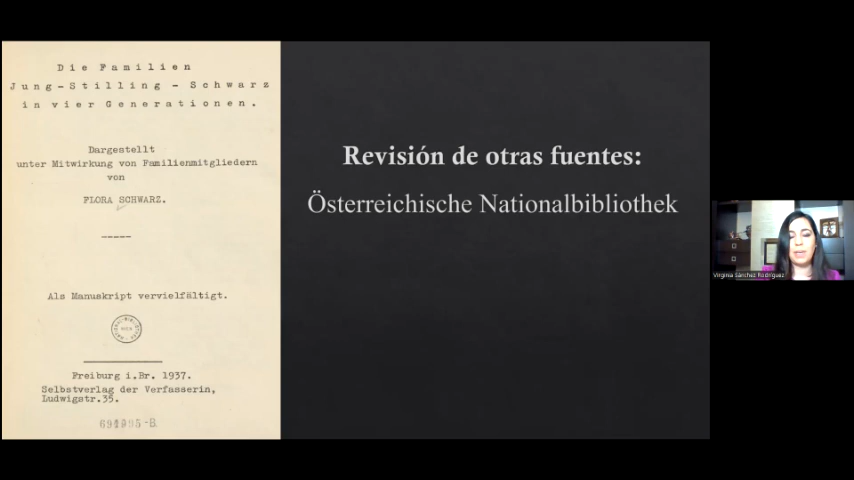 Die Familien
Jung-Stilling - Schwarz
in vier Generationen.
Dargestellt
unter Mitwirkung von Familienmitgliedern
von
FLORA SCHWARZ.
Als Manuskript vervielfältigt.
Freiburg i.Br. 1937.
Selbstverlag der Verfasserin,
Ludwigstr.35.
Revisión de otras fuentes:
Österreichische Nationalbibliothek
Virginia Sánchez Rodríguez